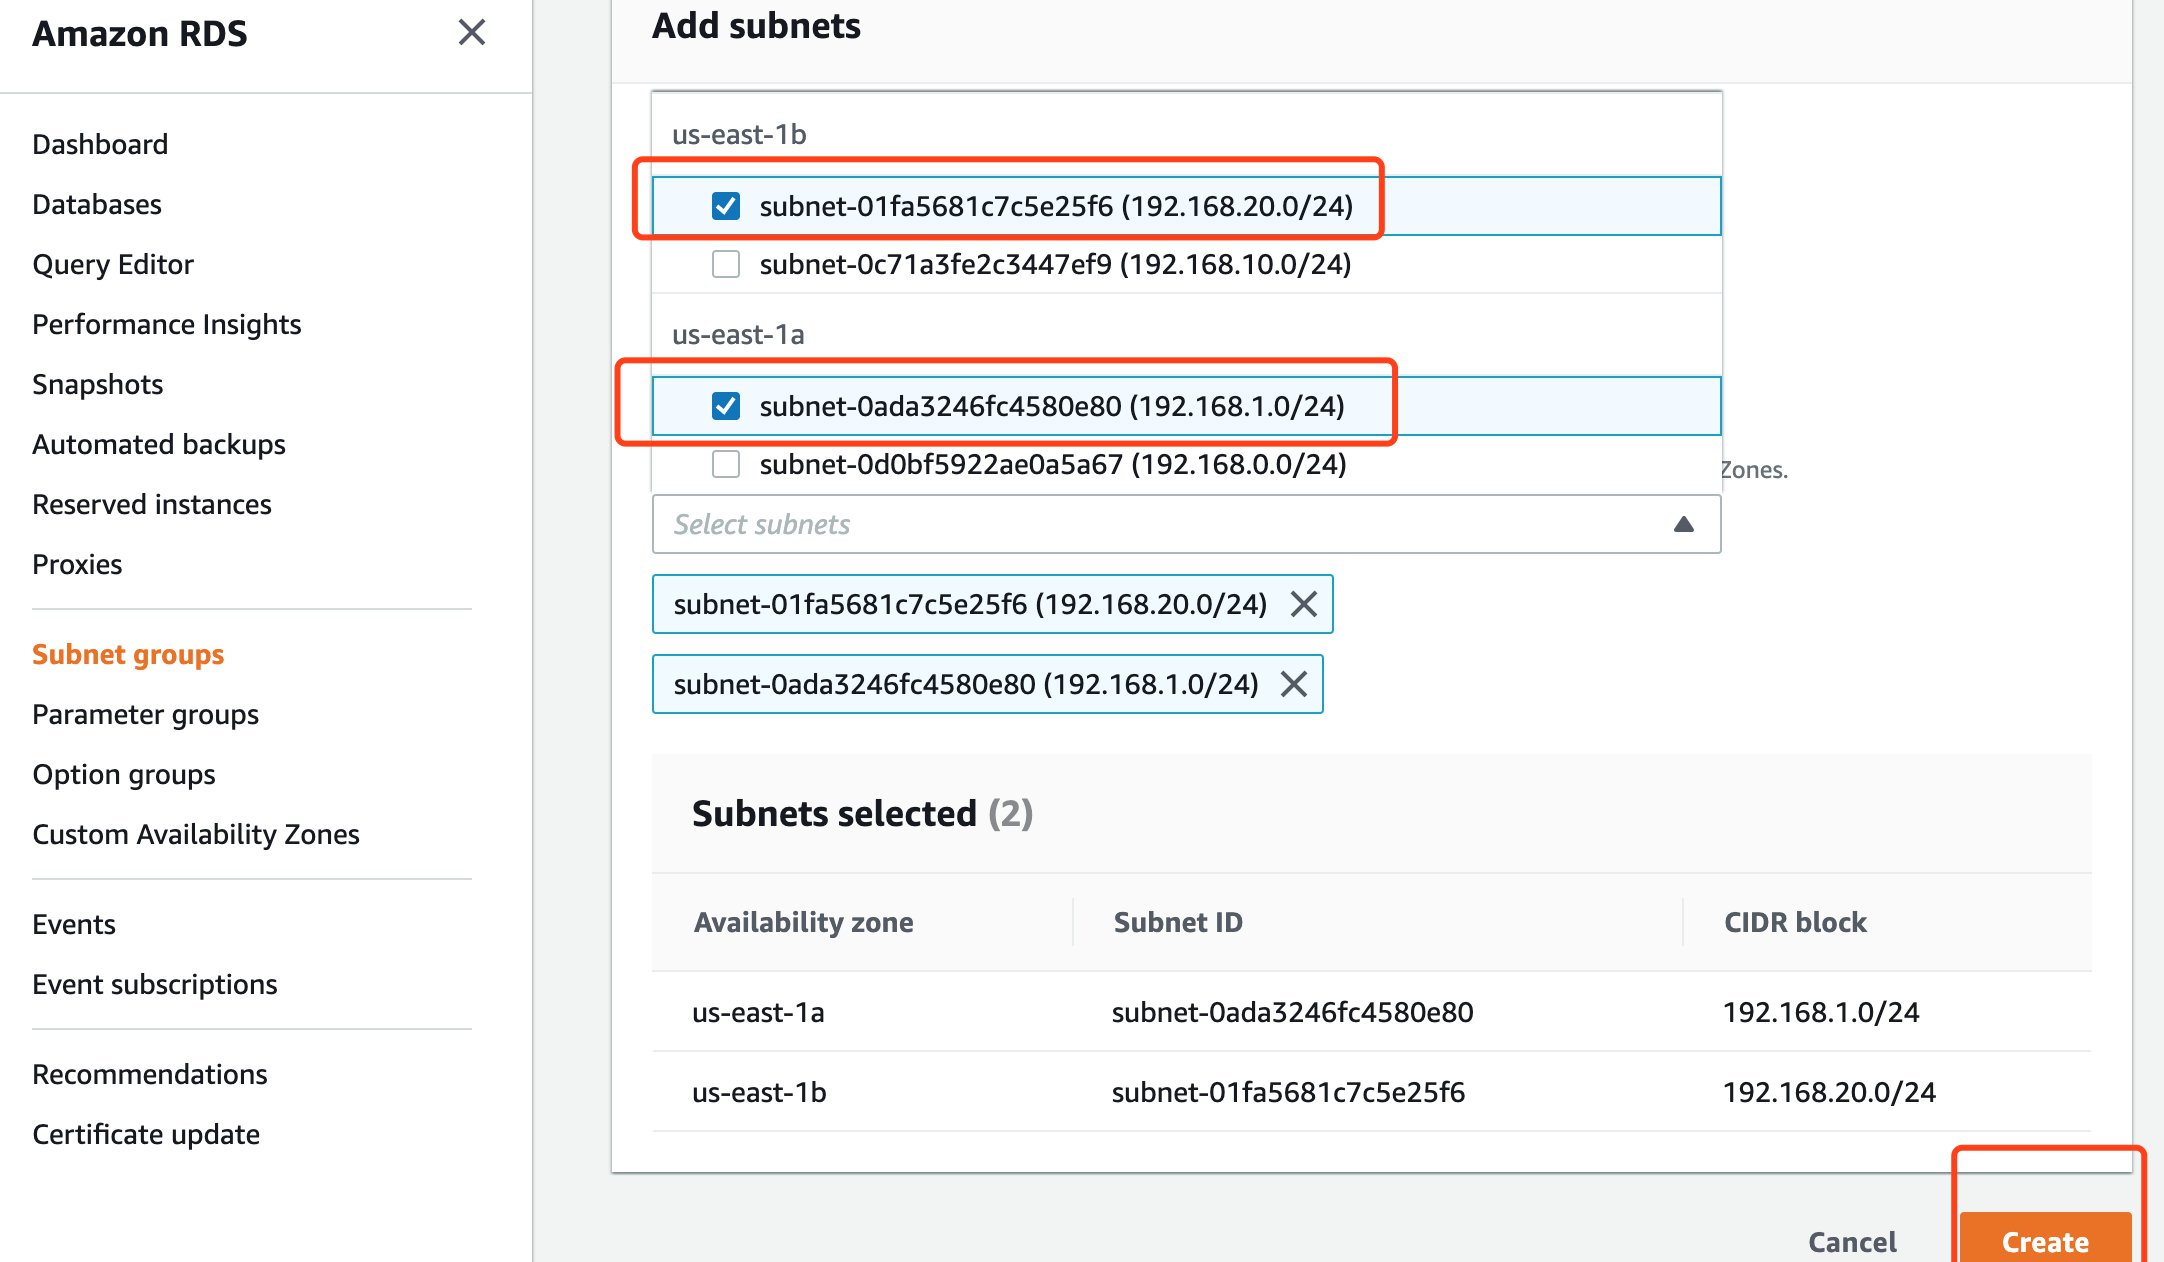 Amazon RDS
Dashboard
Databases
Query Editor
Performance Insights
Snapshots
Automated backups
Reserved instances
Proxies
Subnet groups
Parameter groups
Option groups
Custom Availability Zones
Events
Event subscriptions
Recommendations
Certificate update
Add subnets
us-east-1b
subnet-01fa5681c7c5e25f6 (192.168.20.0/24)
subnet-0c71a3fe2c3447ef9 (192.168.10.0/24)
us-east-1a
subnet-0ada3246fc4580e80 (192.168.1.0/24)
subnet-0d0bf5922ae0a5a67 (192.168.0.0/24)
Zones.
Select subnets
subnet-01fa5681c7c5e25f6 (192.168.20.0/24)
subnet-0ada3246fc4580e80 (192.168.1.0/24)
Subnets selected (2)
Availability zone Subnet ID CIDR block
us-east-1a subnet-0ada3246fc4580e80 192.168.1.0/24
us-east-1b subnet-01fa5681c7c5e25f6 192.168.20.0/24
Cancel Create